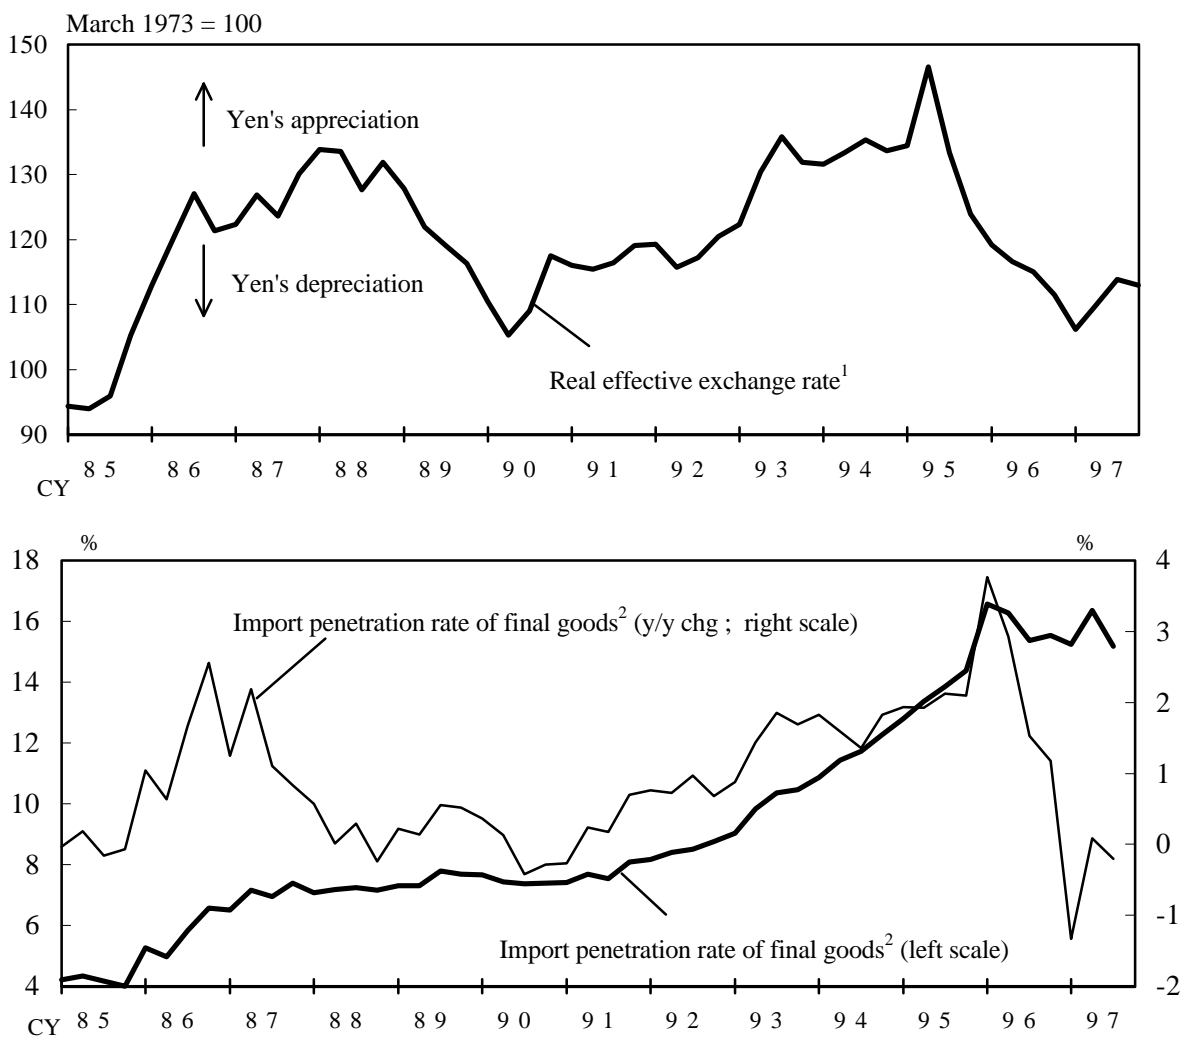 March 1973 = 100
150
140
130
120
110
100
90
Yen's appreciation
Yen's depreciation
Real effective exchange rate1
CY 85 86 87 88 89 90 91 92 93 94 95 96 97
% %
18 4
16 3
14 2
12 1
10 0
8 -1
6 -2
4
Import penetration rate of final goods2 (y/y chg ; right scale)
Import penetration rate of final goods2 (left scale)
CY 85 86 87 88 89 90 91 92 93 94 95 96 97